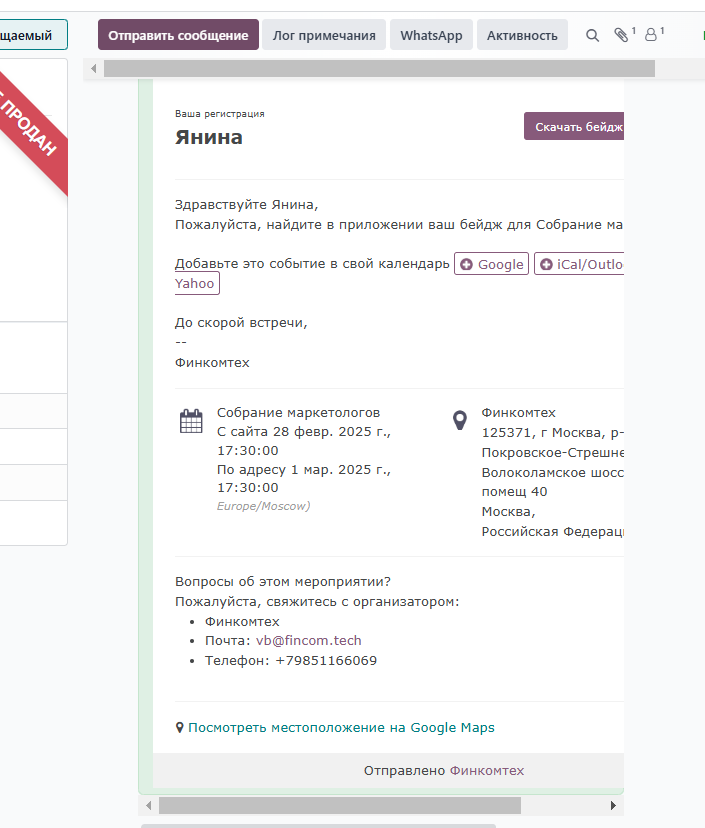 щаемый
Отправить сообщение
Лог примечания
WhatsApp
Активность
1
1
ПРОДАН
Ваша регистрация
Янина
Скачать бейдж
Здравствуйте Янина,
Пожалуйста, найдите в приложении ваш бейдж для Собрание ма
Добавьте это событие в свой календарь Google iCal/Outlo
Yahoo
До скорой встречи,
--
Финкомтех
Собрание маркетологов
С сайта 28 февр. 2025 г.,
17:30:00
По адресу 1 мар. 2025 г.,
17:30:00
Europe/Moscow)
Финкомтех
125371, г Москва, р-
Покровское-Стрешне
Волоколамское шосс
помещ 40
Москва,
Российская Федерац
Вопросы об этом мероприятии?
Пожалуйста, свяжитесь с организатором:
• Финкомтех
• Почта: vb@fincom.tech
• Телефон: +79851166069
Посмотреть местоположение на Google Maps
Отправлено Финкомтех